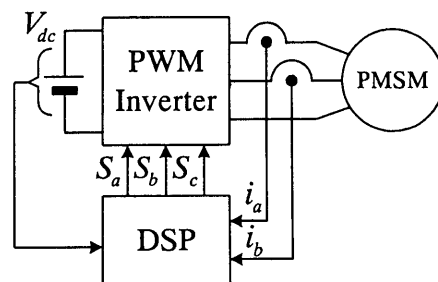 V_dc
PWM
Inverter
PMSM
S_a S_b S_c
i_a
DSP
i_b